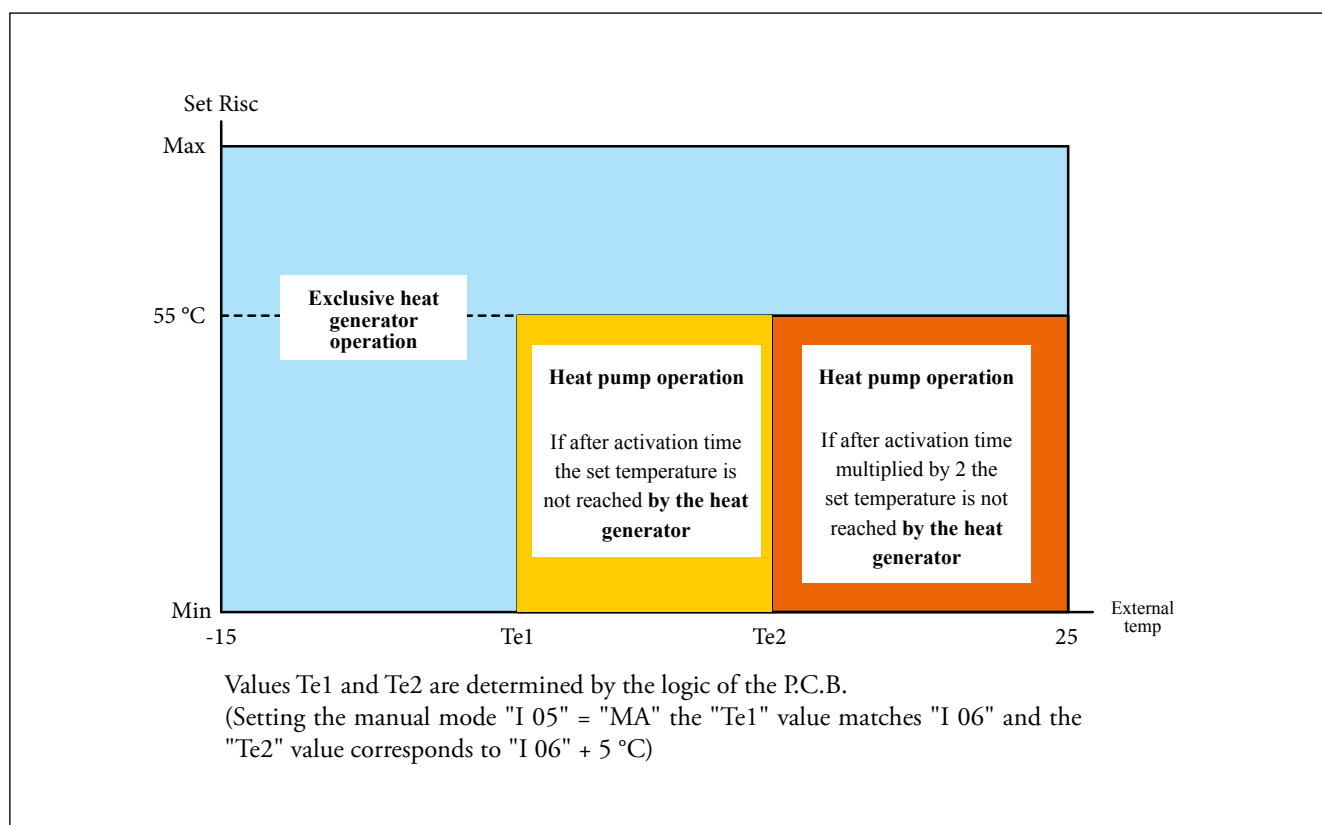 Set Risc
Max
Exclusive heat
generator
operation
55 °C
Heat pump operation
If after activation time
the set temperature is
not reached by the heat
generator
Heat pump operation
If after activation time
multiplied by 2 the
set temperature is not
reached by the heat
generator
Min
External
temp
-15
Te1
Te2
25
Values Te1 and Te2 are determined by the logic of the P.C.B.
(Setting the manual mode "I 05" = "MA" the "Te1" value matches "I 06" and the
"Te2" value corresponds to "I 06" + 5 °C)